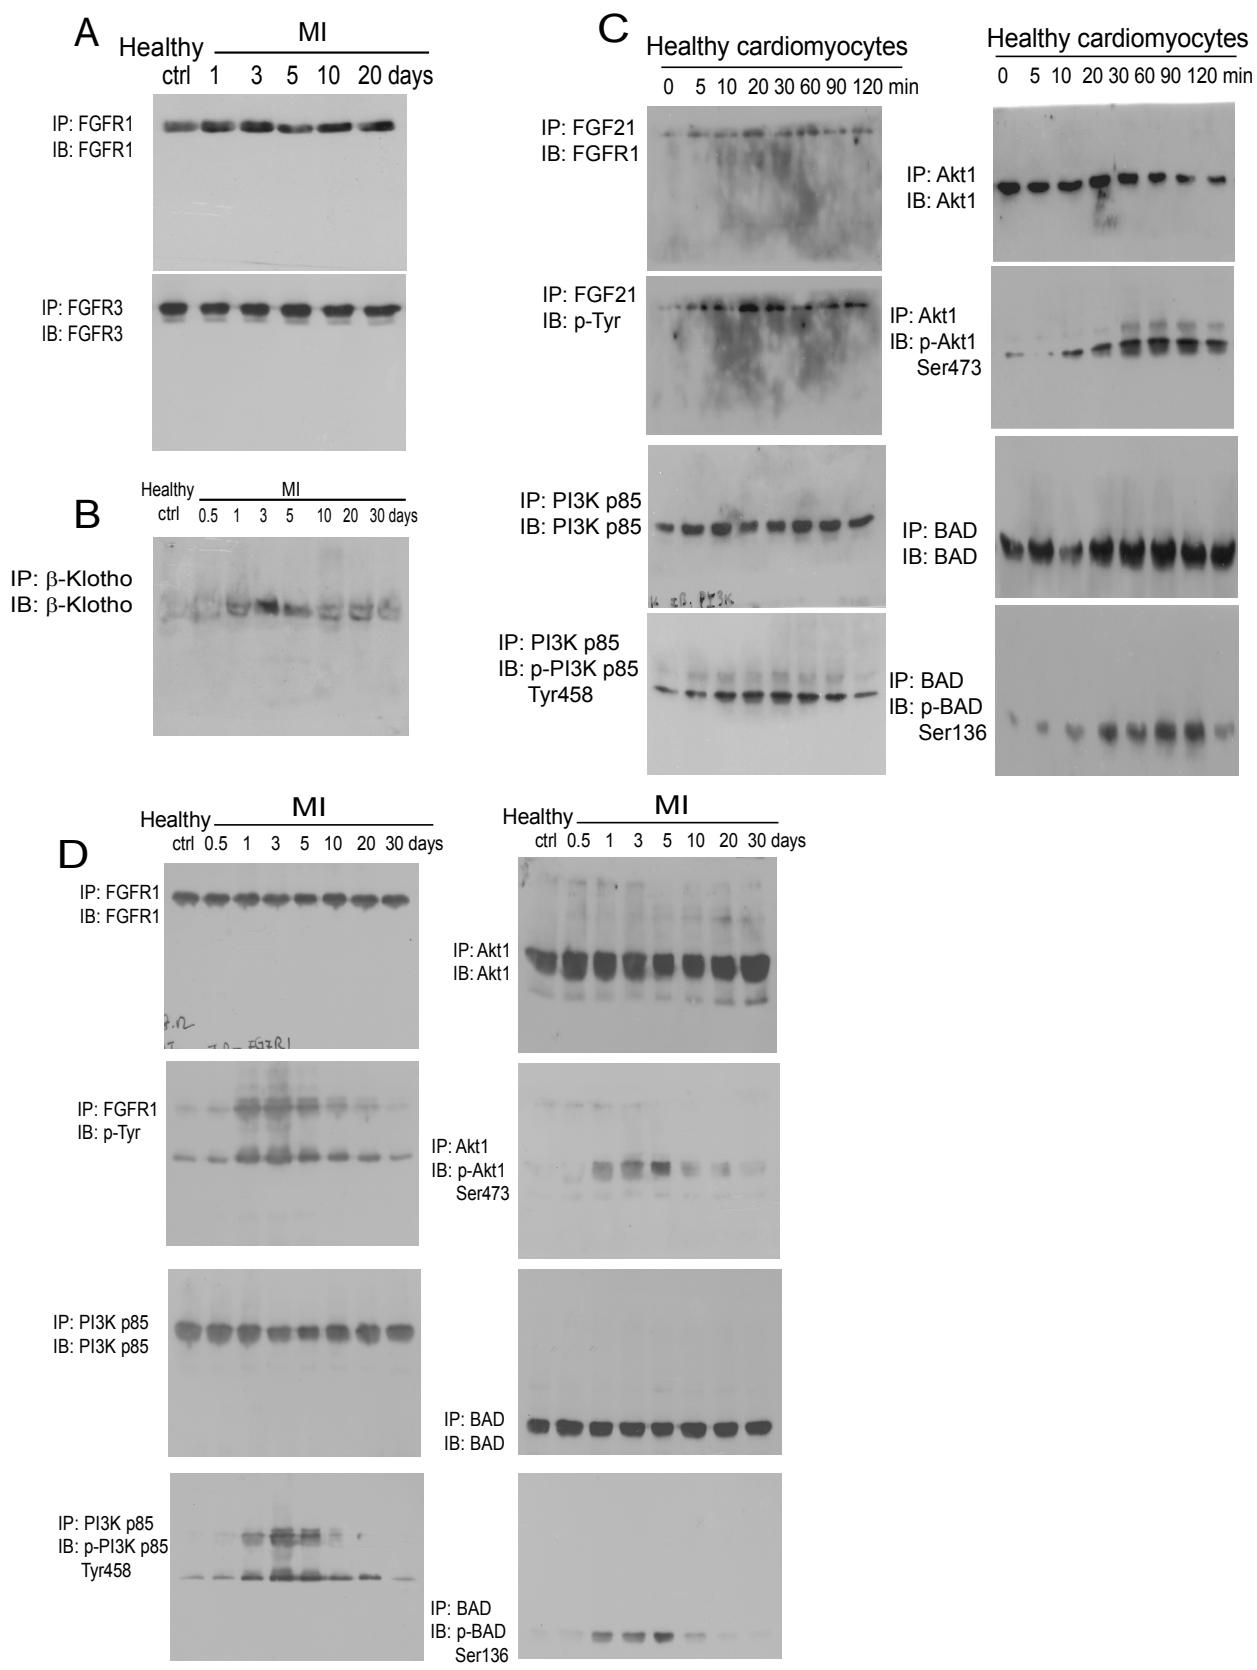 A
MI
Healthy
ctrl 1 3 5 10 20 days
IP: FGFR1
IB: FGFR1
IP: FGFR3
IB: FGFR3
B
Healthy MI
ctrl 0.5 1 3 5 10 20 30 days
IP: β-Klotho
IB: β-Klotho
C
Healthy cardiomyocytes
0 5 10 20 30 60 90 120 min
IP: FGF21
IB: FGFR1
IP: FGF21
IB: p-Tyr
IP: PI3K p85
IB: PI3K p85
K IB. PI3K
IP: PI3K p85
IB: p-PI3K p85
Tyr458
Healthy cardiomyocytes
0 5 10 20 30 60 90 120 min
IP: Akt1
IB: Akt1
IP: Akt1
IB: p-Akt1
Ser473
IP: BAD
IB: BAD
IP: BAD
IB: p-BAD
Ser136
D
MI
Healthy
ctrl 0.5 1 3 5 10 20 30 days
IP: FGFR1
IB: FGFR1
IP: FGFR1
IB: p-Tyr
IP: PI3K p85
IB: PI3K p85
IP: PI3K p85
IB: p-PI3K p85
Tyr458
MI
Healthy
ctrl 0.5 1 3 5 10 20 30 days
IP: Akt1
IB: Akt1
IP: Akt1
IB: p-Akt1
Ser473
IP: BAD
IB: BAD
IP: BAD
IB: p-BAD
Ser136